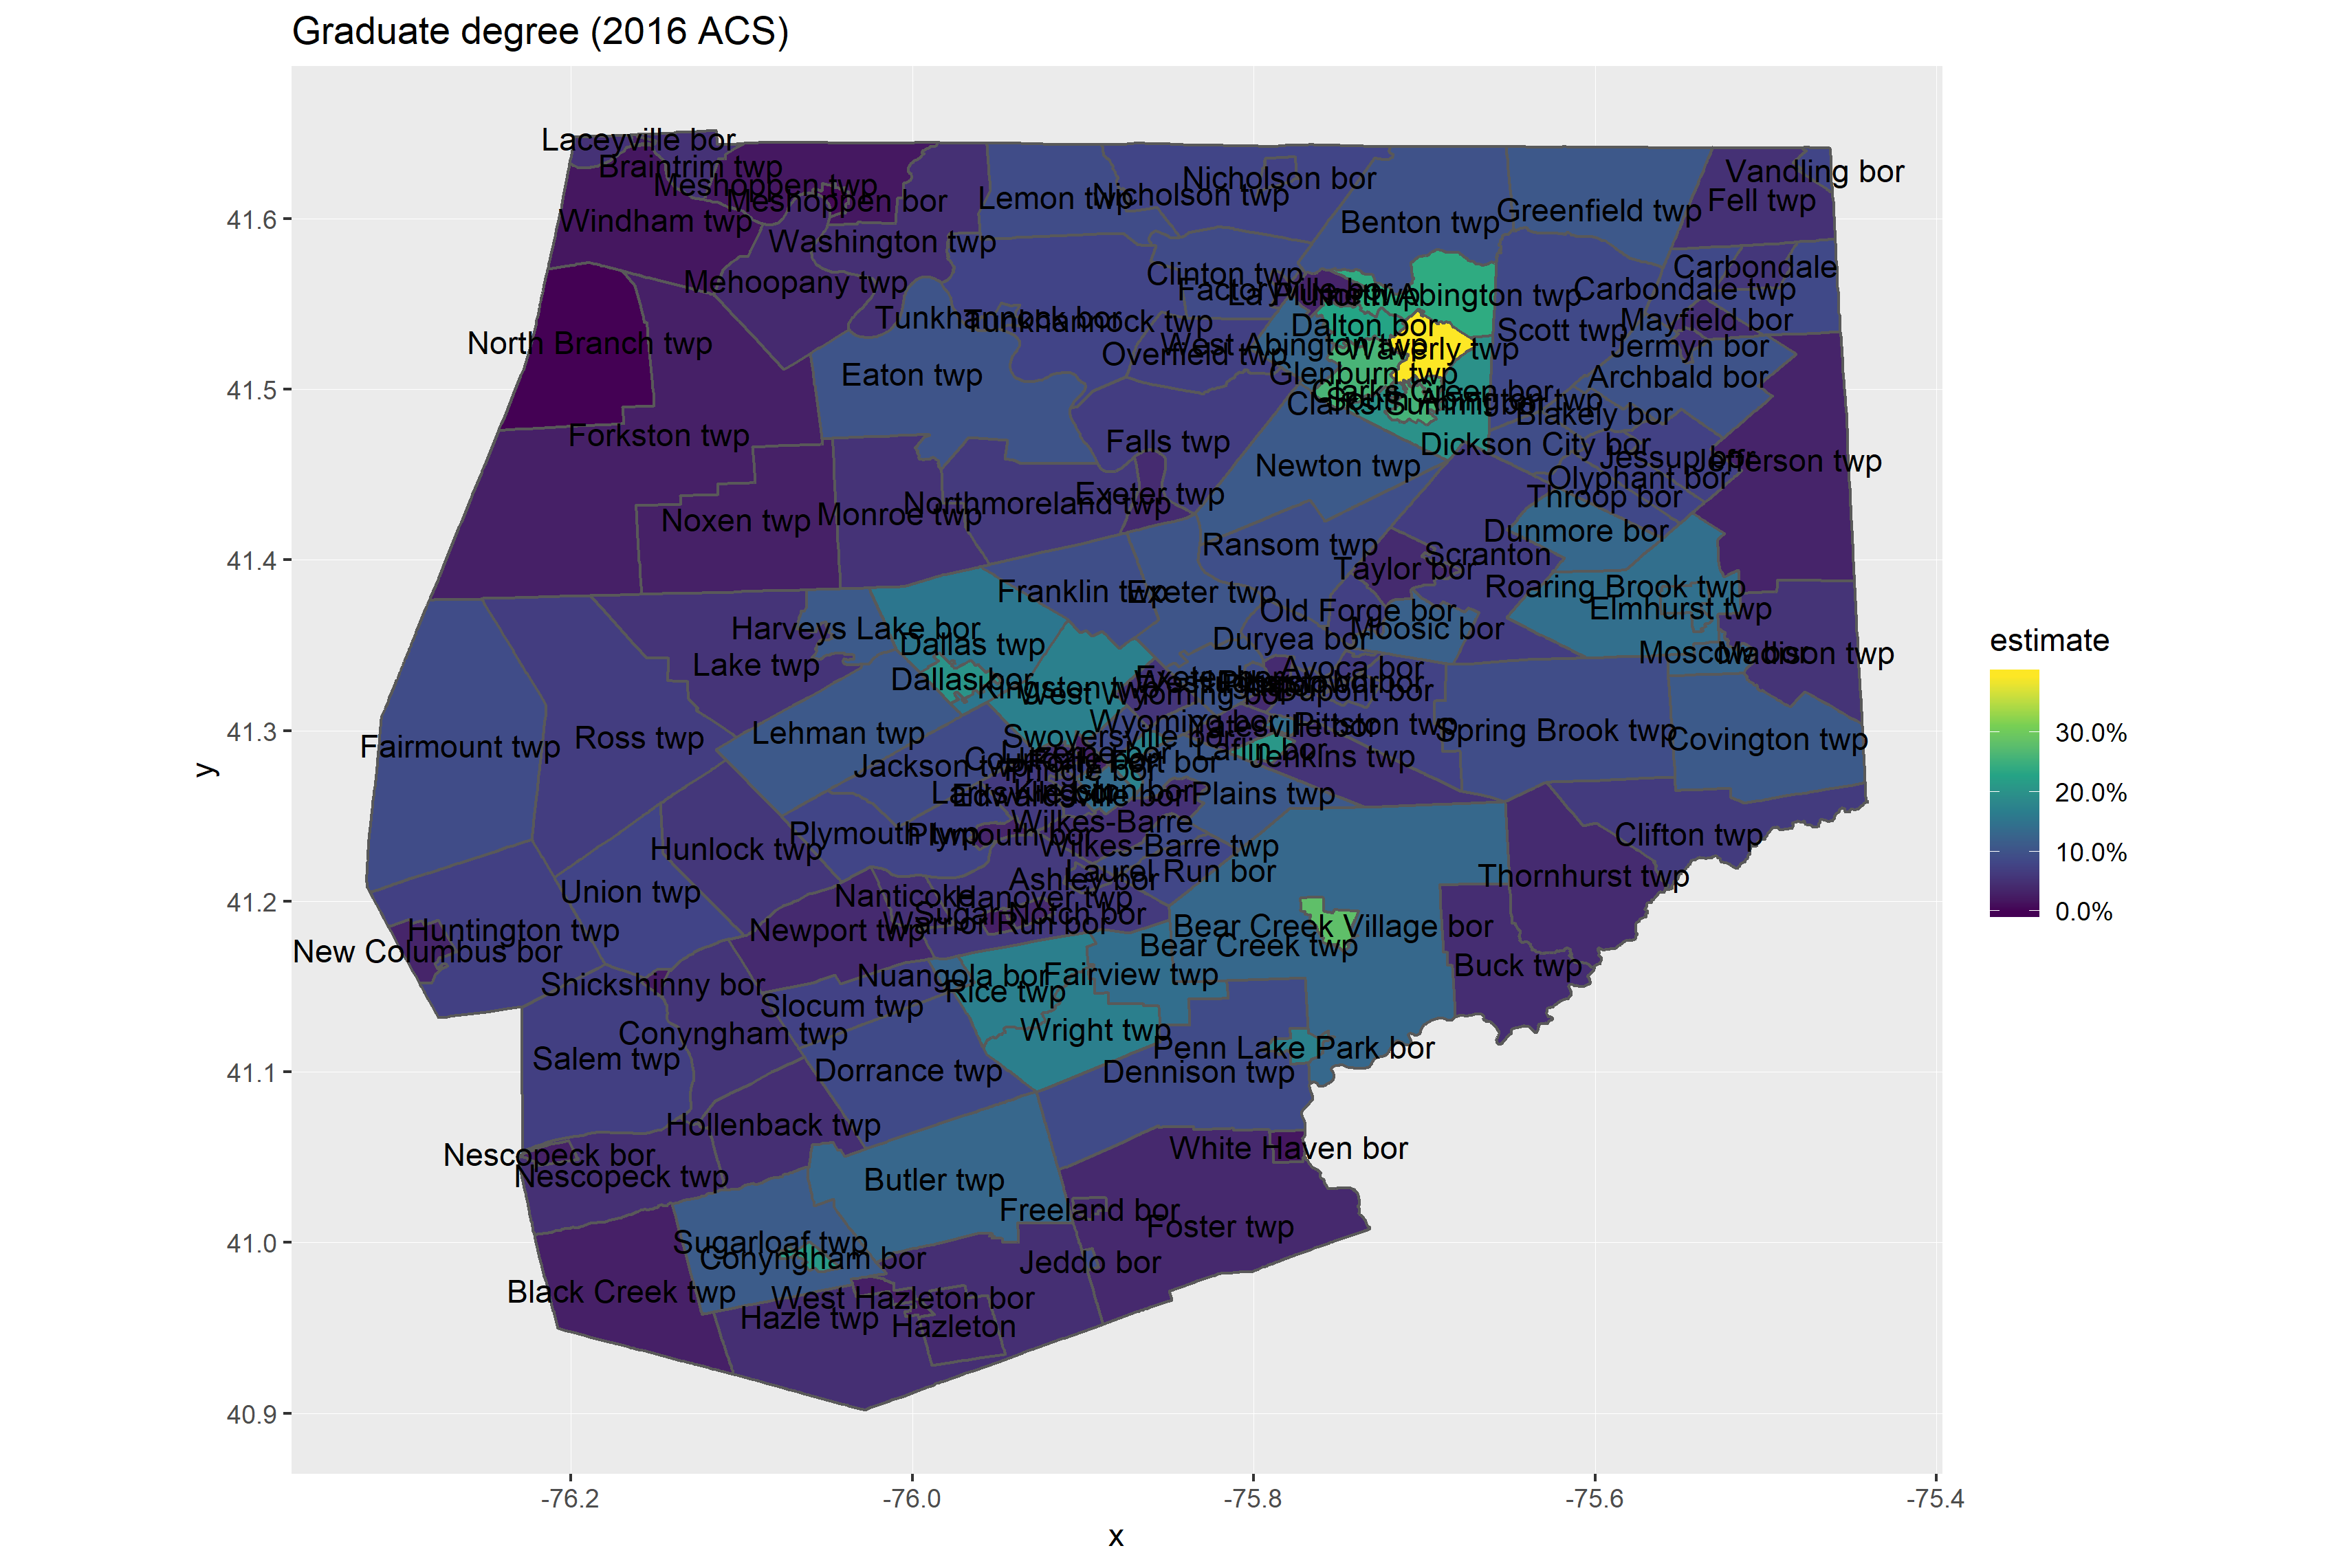 Graduate degree (2016 ACS)
Laceyville bor
Braintrim twp
Meshoppen twp
Meshoppen bor
Windham twp
Washington twp
Mehoopany twp
North Branch twp
Forkston twp
Lemon twp
Nicholson twp
Nicholson bor
Benton twp
Greenfield twp
Vandling bor
Fell twp
Clinton twp
Factoryville bor
Abington twp
Carbondale
Carbondale twp
Mayfield bor
Scott twp
Jermyn bor
Archbald bor
Dalton bor
West Abington twp
Waverly twp
Glenburn twp
Clarks Green bor
Blakely bor
Dickson City bor
Jefferson twp
Olyphant bor
Throop bor
Dunmore bor
Tunkhannock bor
Tunkhannock twp
Overfield twp
Eaton twp
Falls twp
Newton twp
Exeter twp
Northmoreland twp
Monroe twp
Noxen twp
Ransom twp
Scranton
Taylor bor
Roaring Brook twp
Elmhurst twp
Franklin twp
Exeter twp
Old Forge bor
Moosic bor
Duryea bor
Harveys Lake bor
Dallas twp
Lake twp
Dallas bor
Kingston twp
West Wyoming bor
Avoca bor
Dupont bor
Moscow bor
Madison twp
Wyoming bor
Pittston twp
Yatesville bor
Swoyersville bor
Laflin bor
Jenkins twp
Spring Brook twp
Covington twp
Fairmount twp
Ross twp
Lehman twp
Jackson twp
Pringle bor
Kingston bor
Edwardsville bor
Plains twp
Wilkes-Barre
Wilkes-Barre twp
Plymouth twp
Plymouth bor
Hunlock twp
Laurel Run bor
Ashley bor
Clifton twp
Thornhurst twp
Union twp
Nanticoke
Hanover twp
Sugar Notch bor
Warrior Run bor
Newport twp
Huntington twp
New Columbus bor
Bear Creek Village bor
Bear Creek twp
Buck twp
Shickshinny bor
Nuangola bor
Fairview twp
Rice twp
Slocum twp
Conyngham twp
Wright twp
Penn Lake Park bor
Salem twp
Dorrance twp
Dennison twp
Hollenback twp
White Haven bor
Nescopeck bor
Nescopeck twp
Butler twp
Freeland bor
Foster twp
Sugarloaf twp
Conyngham bor
Jeddo bor
Black Creek twp
West Hazleton bor
Hazle twp
Hazleton
41.6
41.5
41.4
41.3
41.2
41.1
41.0
40.9
y
-76.2
-76.0
-75.8
-75.6
-75.4
x
estimate
30.0%
20.0%
10.0%
0.0%